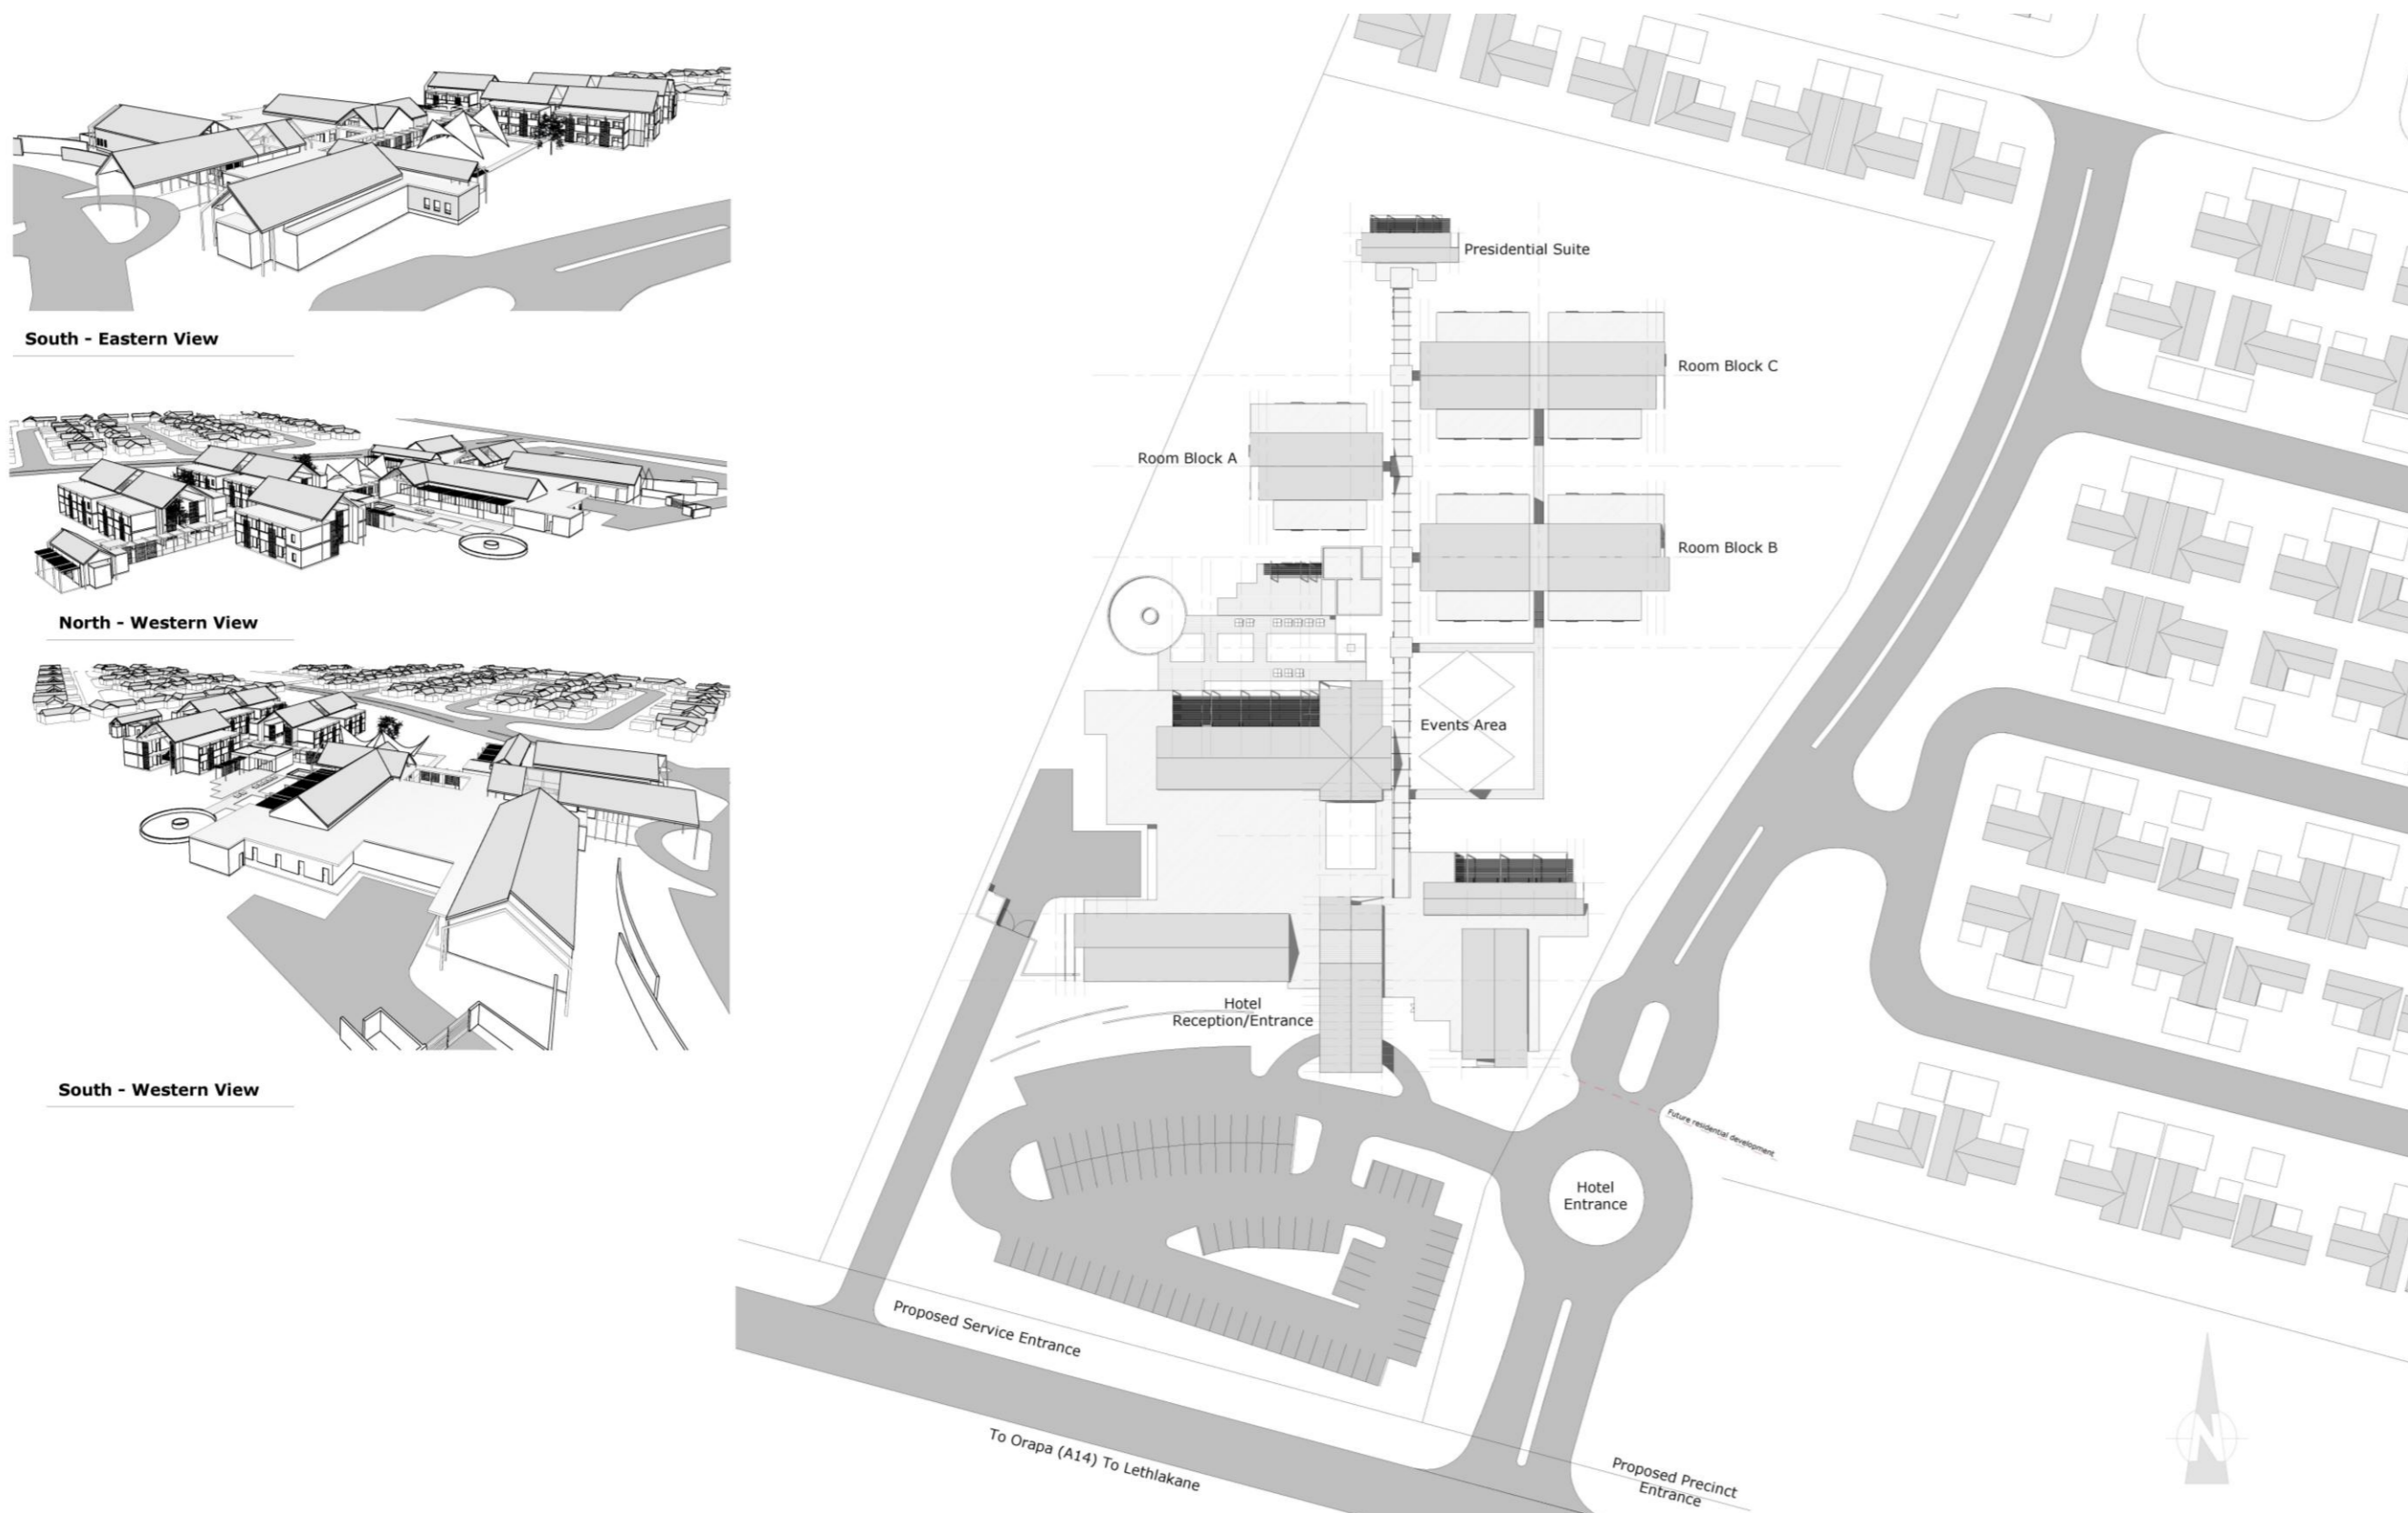 South - Eastern View
North - Western View
South - Western View
Presidential Suite
Room Block C
Room Block A
Room Block B
Events Area
Hotel
Reception/Entrance
Future residential development
Hotel
Entrance
Proposed Service Entrance
To Orapa (A14) To Lethlakane
Proposed Precinct
Entrance
N